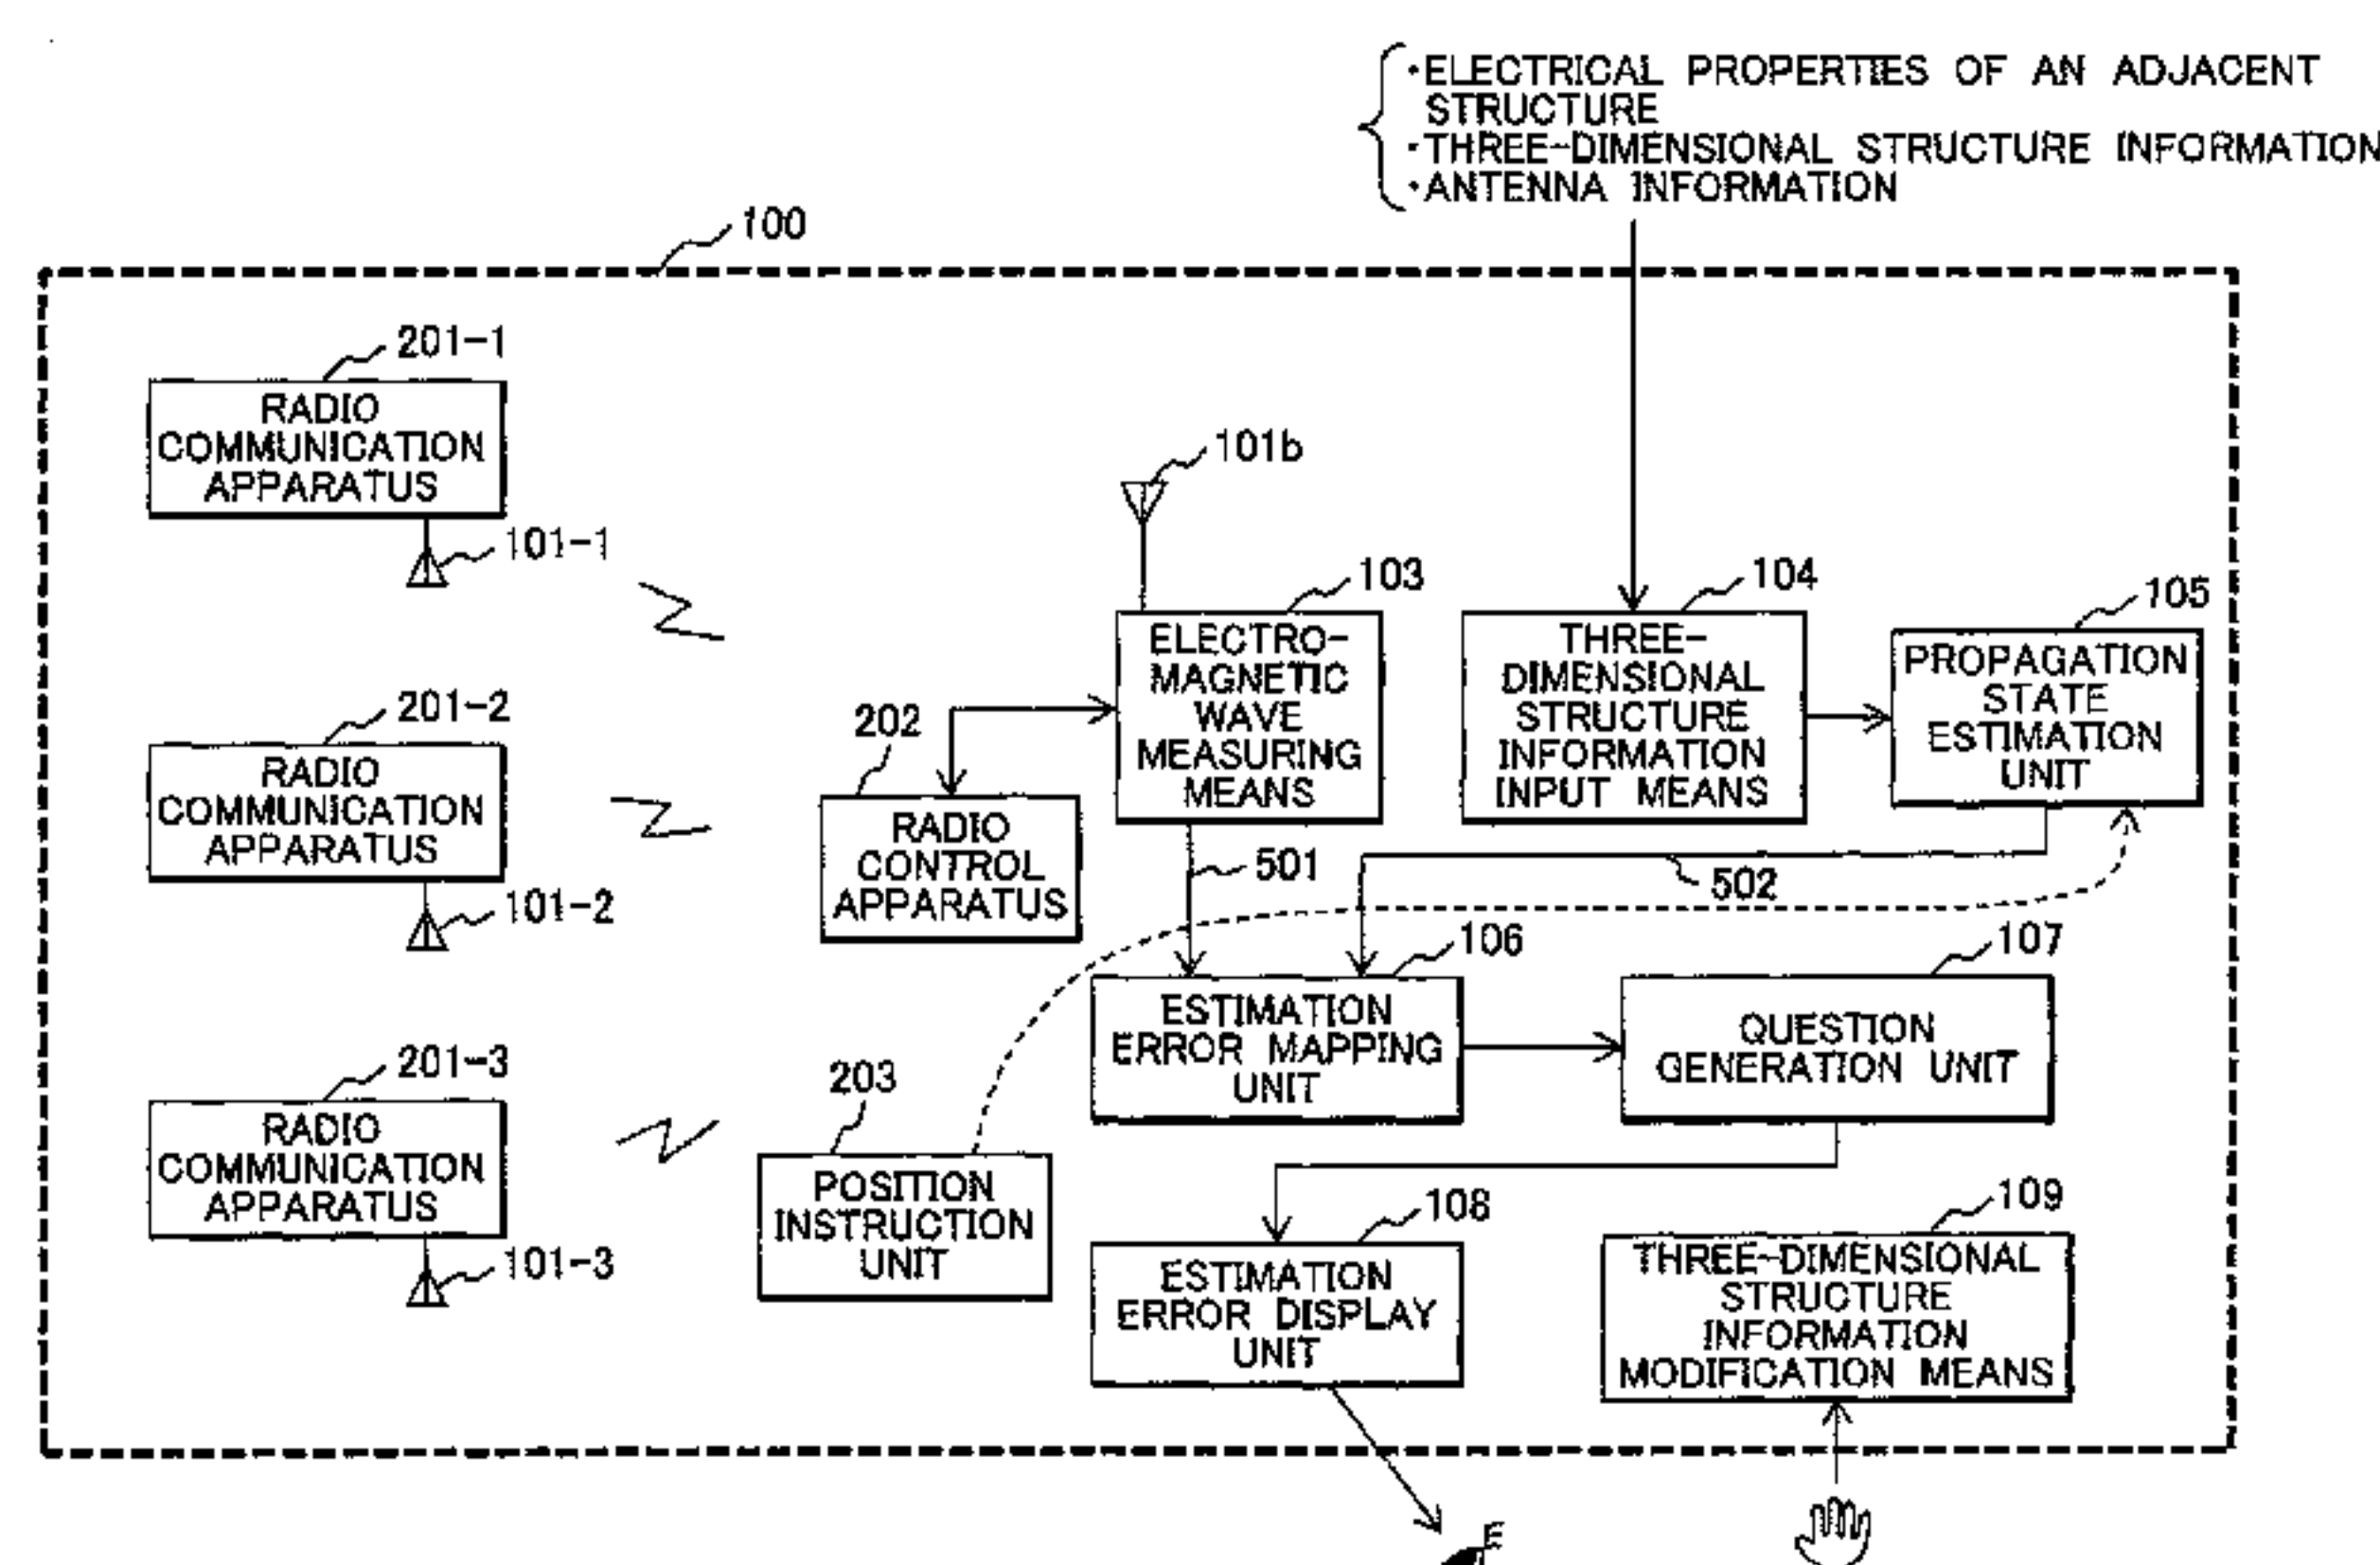 ・ELECTRICAL PROPERTIES OF AN ADJACENT
STRUCTURE
・THREE-DIMENSIONAL STRUCTURE INFORMATION
・ANTENNA INFORMATION
100
201-1
RADIO
COMMUNICATION
APPARATUS
101-1
101b
103
ELECTRO-
MAGNETIC
WAVE
MEASURING
MEANS
104
THREE-
DIMENSIONAL
STRUCTURE
INFORMATION
INPUT MEANS
105
PROPAGATION
STATE
ESTIMATION
UNIT
201-2
RADIO
COMMUNICATION
APPARATUS
101-2
202
RADIO
CONTROL
APPARATUS
501
502
106
ESTIMATION
ERROR MAPPING
UNIT
107
QUESTION
GENERATION UNIT
201-3
RADIO
COMMUNICATION
APPARATUS
101-3
203
POSITION
INSTRUCTION
UNIT
108
ESTIMATION
ERROR DISPLAY
UNIT
109
THREE-DIMENSIONAL
STRUCTURE
INFORMATION
MODIFICATION MEANS